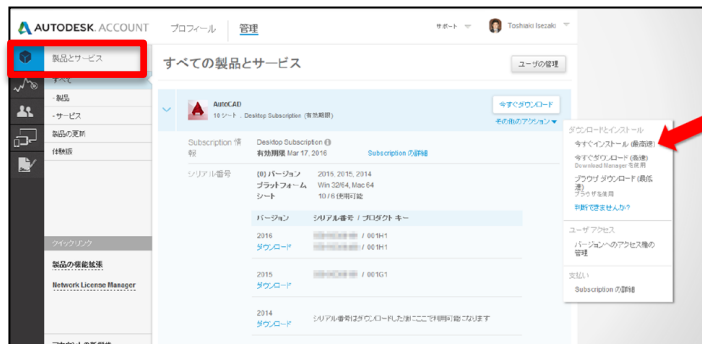 AUTODESK. ACCOUNT
プロフィール
管理
サポート
Toshiaki Isezaki
製品とサービス
すべて
-製品
-サービス
製品の更新
体験版
クイックリンク
製品の機能拡張
Network License Manager
すべての製品とサービス
ユーザの管理
AutoCAD
10 シート . Desktop Subscription (有効期限)
今すぐダウンロード
その他のアクション
Subscription 情報
Desktop Subscription
有効期限 Mar 17, 2016
Subscription の詳細
シリアル番号
バージョン 2016, 2015, 2014
プラットフォーム Win 32/64, Mac 64
シート
バージョン シリアル番号 / プロダクト キー
2016
/ 001H1
ダウンロード
2015
/ 001G1
ダウンロード
2014
シリアル番号はダウンロードした後にここで利用可能になります
ダウンロード
ダウンロードとインストール
今すぐインストール (最高速)
今すぐダウンロード (高速)
Download Manager を使用
ブラウザ ダウンロード (最低速)
ブラウザを使用
判断できませんか?
ユーザ アクセス
バージョンへのアクセス権の管理
支払い
Subscription の詳細